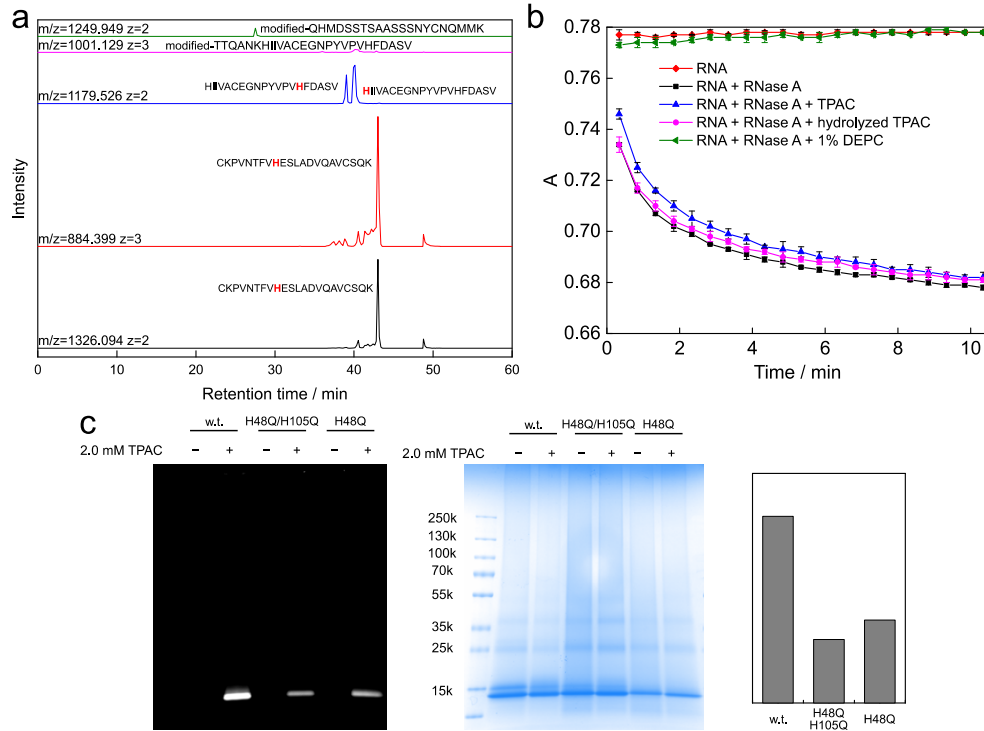 a
m/z=1249.949 z=2
modified-QHMDSSTSAASSSNYCNQMMK
m/z=1001.129 z=3
modified-TTQANKHIIVACEGNPYVPVHFDASV
m/z=1179.526 z=2
HIIVACEGNPYVPVHFDASV
HIIVACEGNPYVPVHFDASV
CKPVNTFVHESLADVQAVCSQK
m/z=884.399 z=3
CKPVNTFVHESLADVQAVCSQK
m/z=1326.094 z=2
Intensity
0 10 20 30 40 50 60
Retention time / min
b
0.78
0.76
0.74
0.72
0.70
0.68
0.66
A
RNA
RNA + RNase A
RNA + RNase A + TPAC
RNA + RNase A + hydrolyzed TPAC
RNA + RNase A + 1% DEPC
0 2 4 6 8 10
Time / min
c
w.t. H48Q/H105Q H48Q
2.0 mM TPAC − + − + − +
w.t. H48Q/H105Q H48Q
2.0 mM TPAC − + − + − +
250k
130k
100k
70k
55k
35k
25k
15k
w.t. H48Q H48Q
H105Q